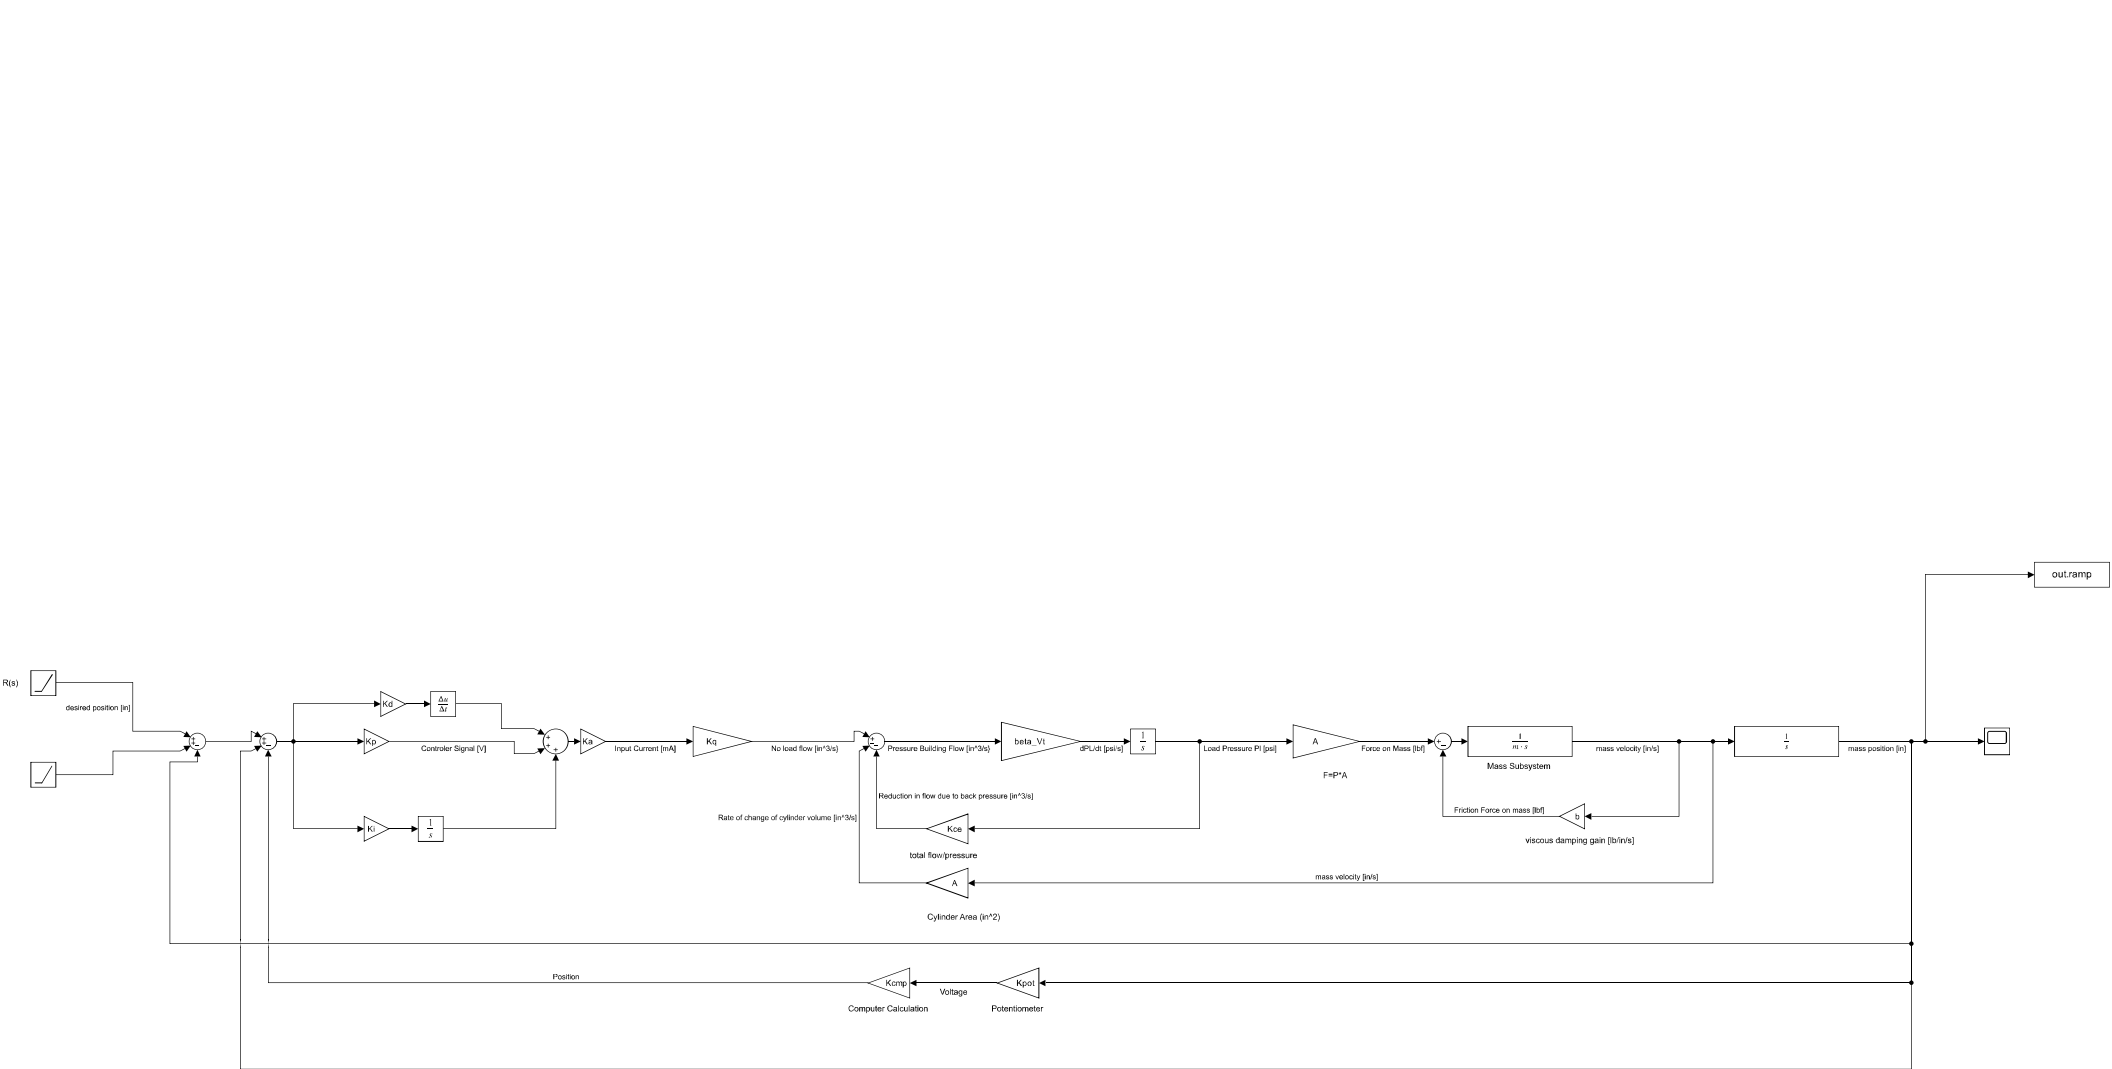 out.ramp
R(s)
desired position [in]
Kd
Δu
Δt
Kp
Controler Signal [V]
Ki
1
s
+
-
+
+
+
Ka
Input Current [mA]
Kq
No load flow [in^3/s]
Pressure Building Flow [in^3/s]
beta_Vt
dPL/dt [psi/s]
1
s
Load Pressure Pl [psi]
A
F=P*A
Force on Mass [lbf]
1
m · s
Mass Subsystem
mass velocity [in/s]
1
s
mass position [in]
Reduction in flow due to back pressure [in^3/s]
Rate of change of cylinder volume [in^3/s]
Kce
total flow/pressure
Friction Force on mass [lbf]
b
viscous damping gain [lb/in/s]
A
mass velocity [in/s]
Cylinder Area (in^2)
Position
Kcmp
Computer Calculation
Voltage
Kpot
Potentiometer